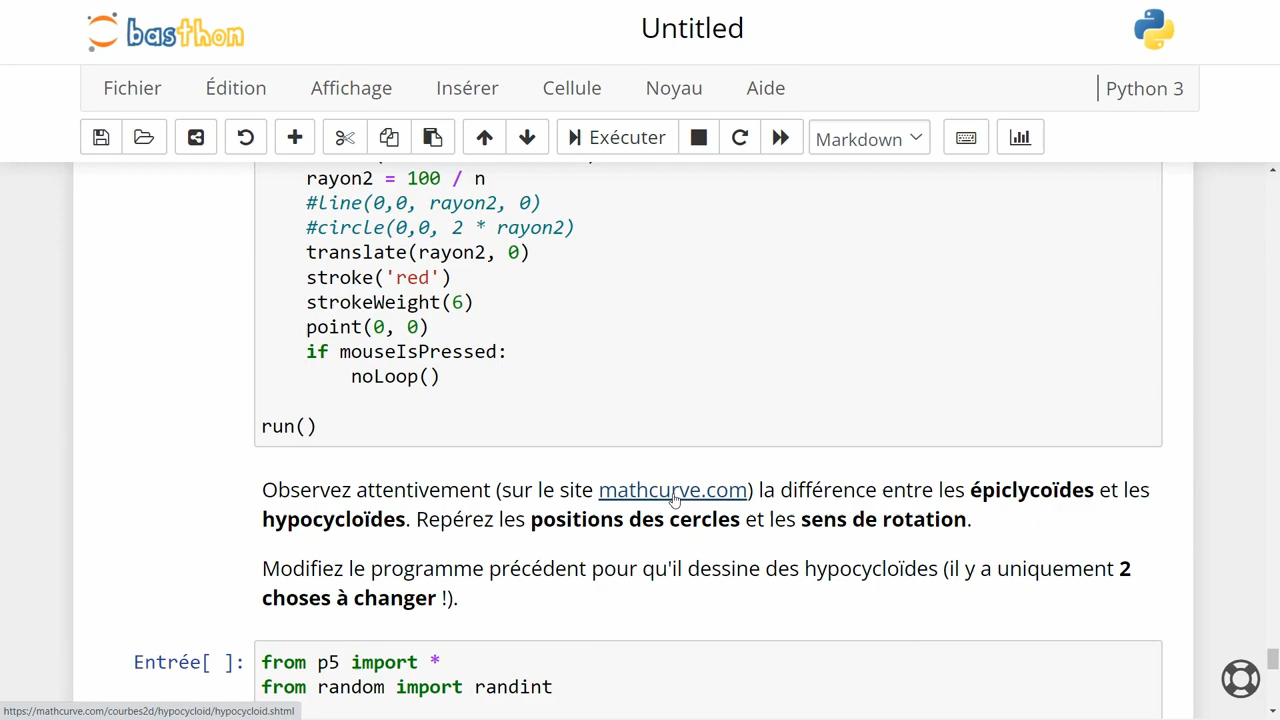 basthon
Untitled
Fichier Édition Affichage Insérer Cellule Noyau Aide Python 3
Exécuter Markdown
rayon2 = 100 / n
#line(0,0, rayon2, 0)
#circle(0,0, 2 * rayon2)
translate(rayon2, 0)
stroke('red')
strokeWeight(6)
point(0, 0)
if mouseIsPressed:
noLoop()
run()
Observez attentivement (sur le site mathcurve.com) la différence entre les épiclycoïdes et les
hypocycloïdes. Repérez les positions des cercles et les sens de rotation.
Modifiez le programme précédent pour qu'il dessine des hypocycloïdes (il y a uniquement 2
choses à changer !).
Entrée[ ]: from p5 import *
from random import randint
https://mathcurve.com/courbes2d/hypocycloid/hypocycloid.shtml